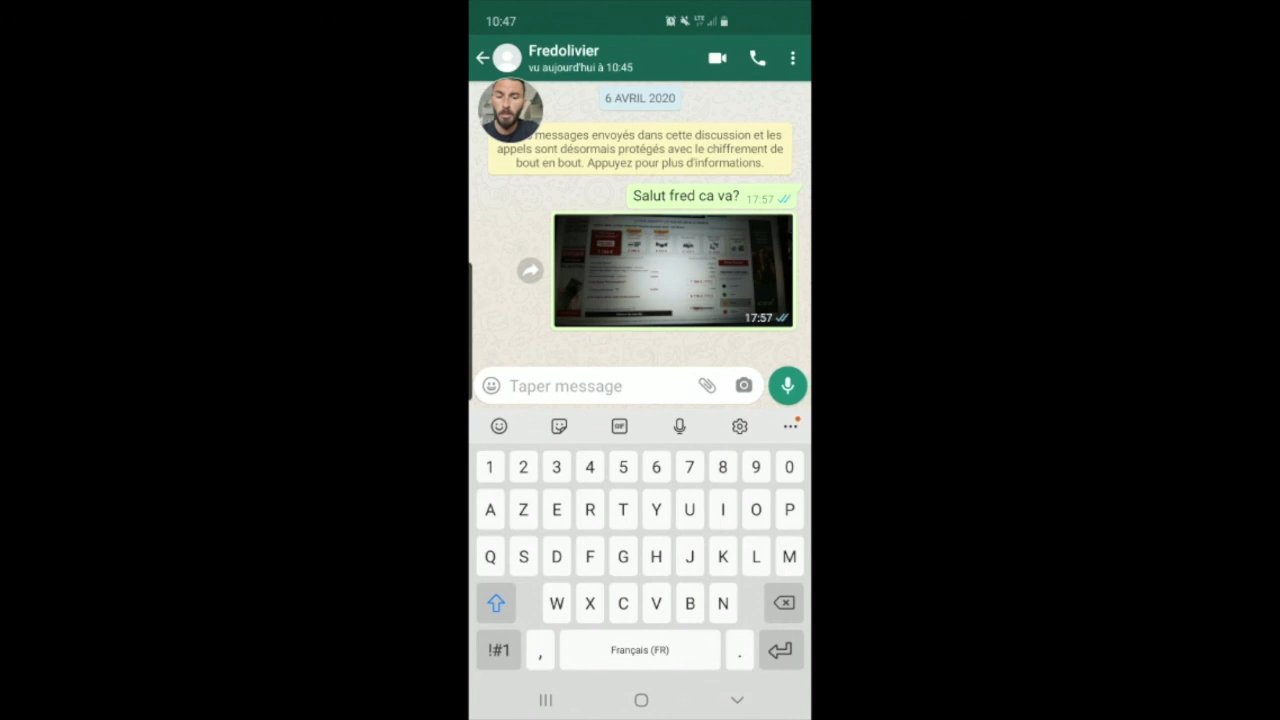 10:47
LTE
Fredolivier
vu aujourd'hui à 10:45
6 AVRIL 2020
messages envoyés dans cette discussion et les
appels sont désormais protégés avec le chiffrement de
bout en bout. Appuyez pour plus d'informations.
Salut fred ca va? 17:57
17:57
Taper message
GIF
1 2 3 4 5 6 7 8 9 0
A Z E R T Y U I O P
Q S D F G H J K L M
W X C V B N
!#1 , Français (FR) .